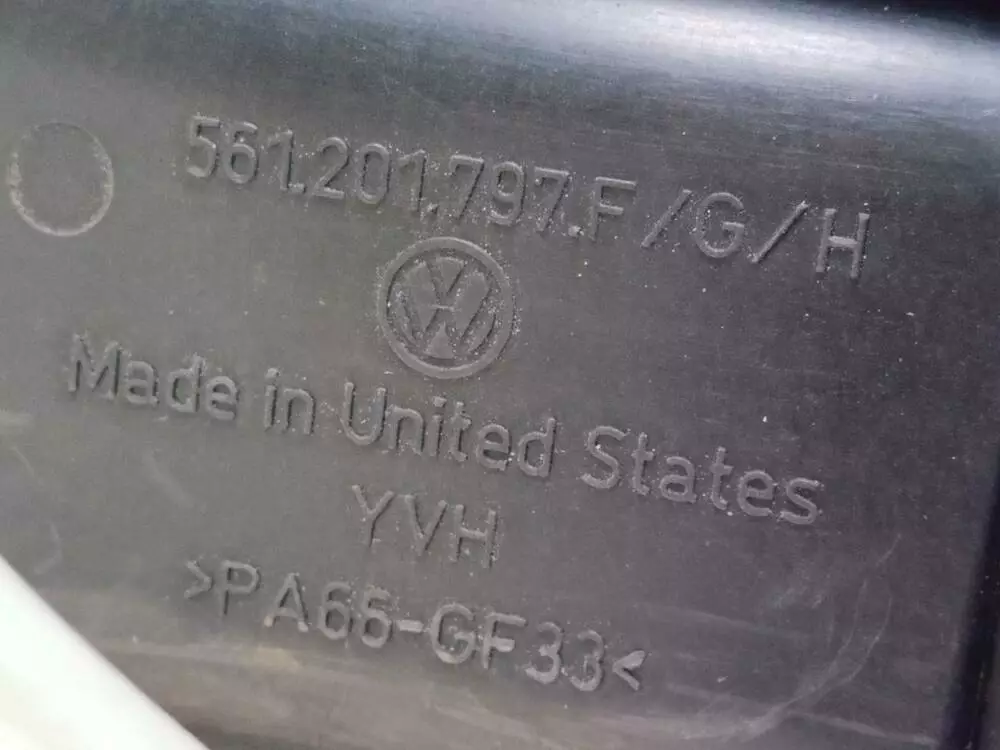 561.201.797.F/G/H
Made in United States
YVH
>PA66-GF33<